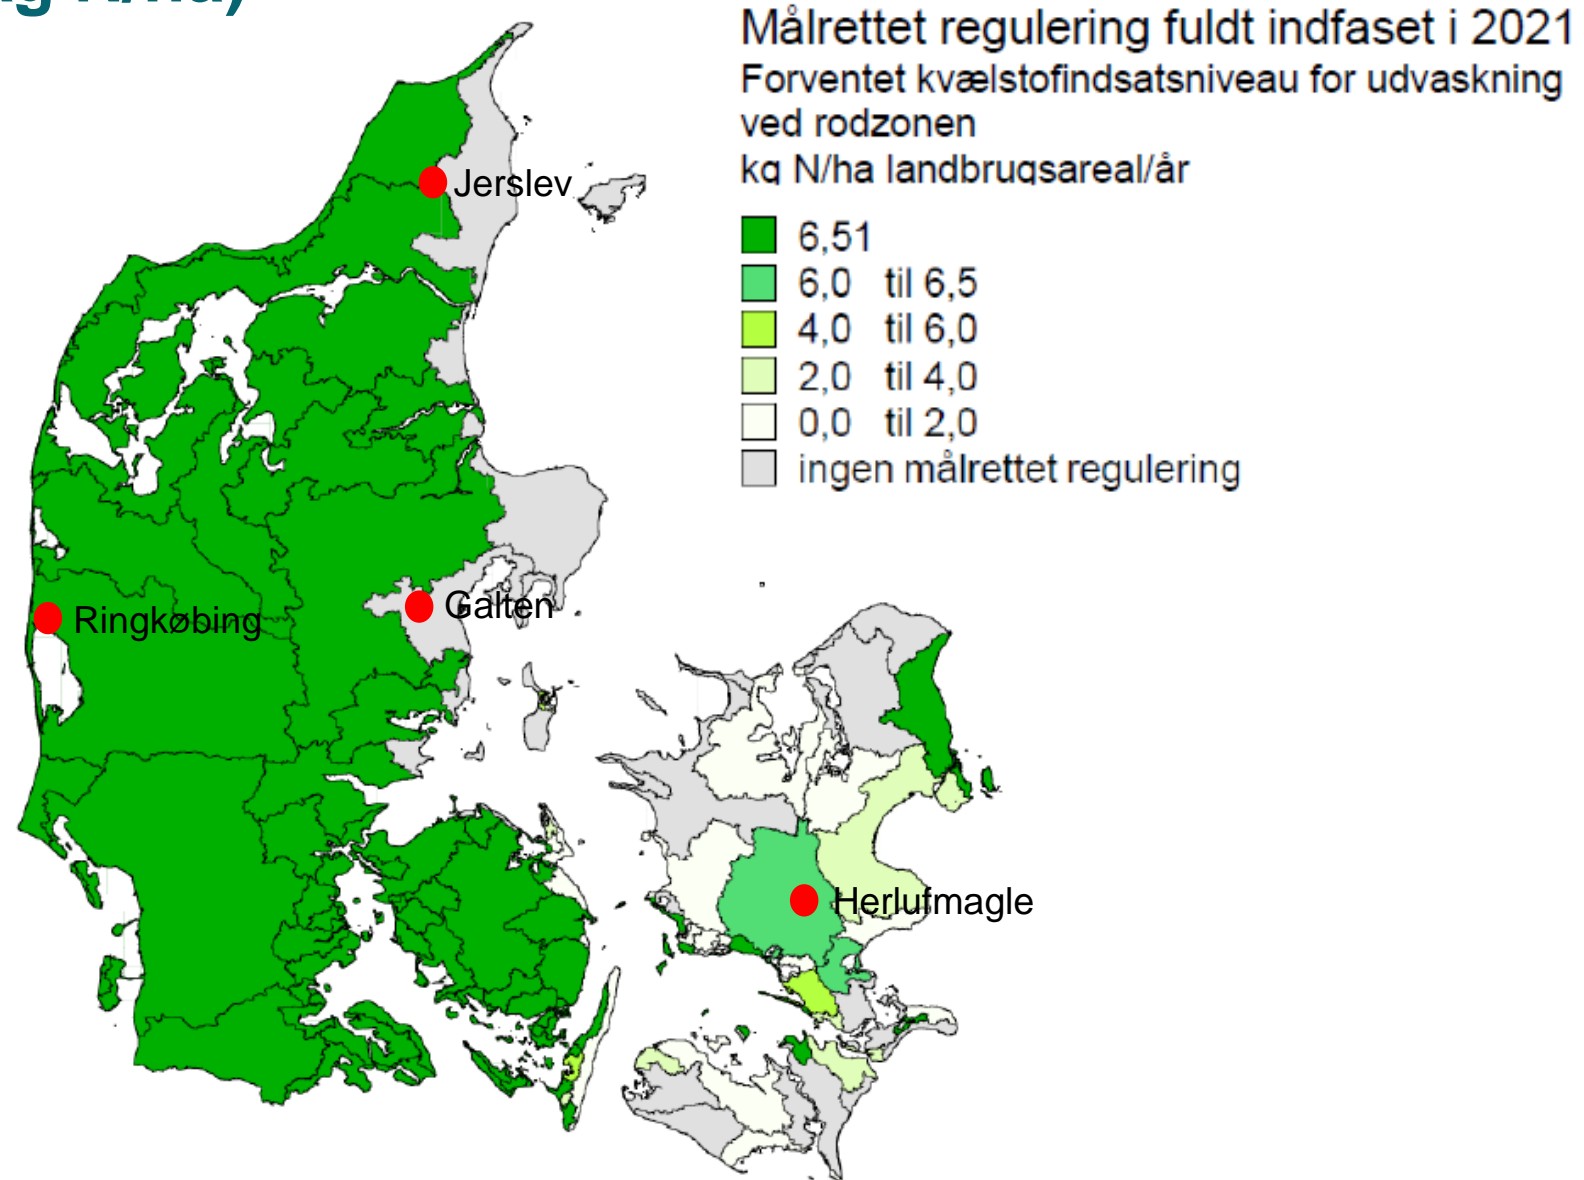 g N/ha)
Målrettet regulering fuldt indfaset i 2021
Forventet kvælstofindsatsniveau for udvaskning
ved rodzonen
kg N/ha landbrugsareal/år
6,51
6,0 til 6,5
4,0 til 6,0
2,0 til 4,0
0,0 til 2,0
ingen målrettet regulering
Jerslev
Galten
Ringkøbing
Herlufmagle